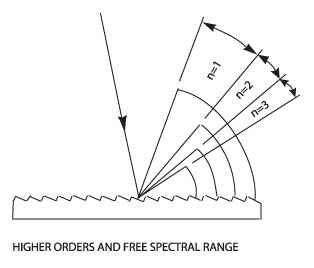 n=1
n=2
n=3
HIGHER ORDERS AND FREE SPECTRAL RANGE